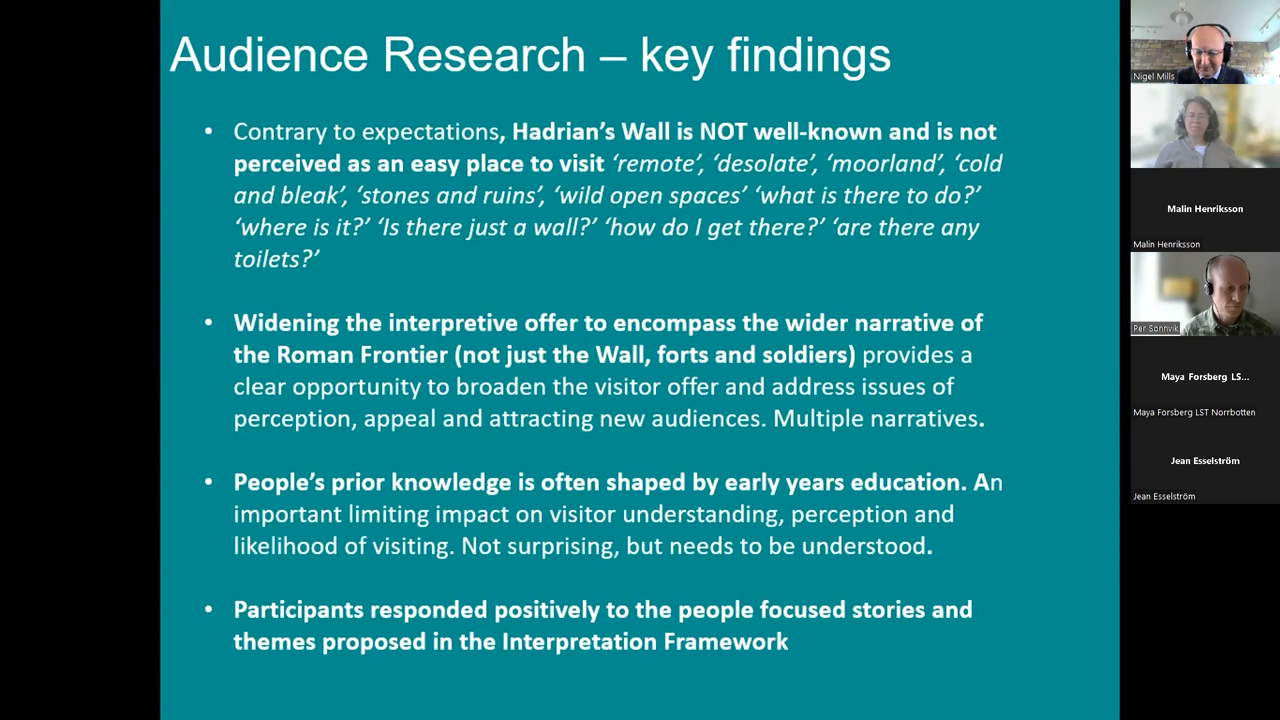 Audience Research – key findings
• Contrary to expectations, Hadrian’s Wall is NOT well-known and is not
perceived as an easy place to visit ‘remote’, ‘desolate’, ‘moorland’, ‘cold
and bleak’, ‘stones and ruins’, ‘wild open spaces’ ‘what is there to do?’
‘where is it?’ ‘Is there just a wall?’ ‘how do I get there?’ ‘are there any
toilets?’
• Widening the interpretive offer to encompass the wider narrative of
the Roman Frontier (not just the Wall, forts and soldiers) provides a
clear opportunity to broaden the visitor offer and address issues of
perception, appeal and attracting new audiences. Multiple narratives.
• People’s prior knowledge is often shaped by early years education. An
important limiting impact on visitor understanding, perception and
likelihood of visiting. Not surprising, but needs to be understood.
• Participants responded positively to the people focused stories and
themes proposed in the Interpretation Framework
Nigel Mills
Malin Henriksson
Malin Henriksson
Per Sonnvik
Maya Forsberg LS...
Maya Forsberg LST Norrbotten
Jean Esselström
Jean Esselström